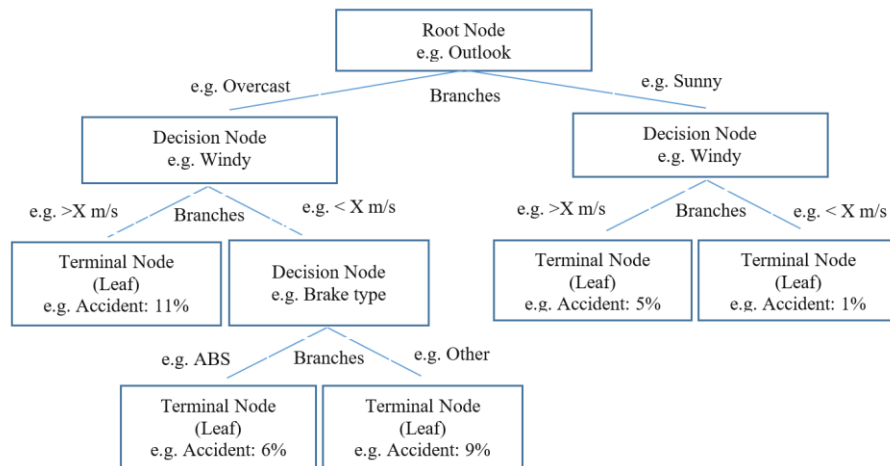 Root Node
e.g. Outlook
e.g. Overcast
Branches
e.g. Sunny
Decision Node
e.g. Windy
Decision Node
e.g. Windy
e.g. >X m/s
Branches
e.g. < X m/s
e.g. >X m/s
Branches
e.g. < X m/s
Terminal Node
(Leaf)
e.g. Accident: 11%
Decision Node
e.g. Brake type
Terminal Node
(Leaf)
e.g. Accident: 5%
Terminal Node
(Leaf)
e.g. Accident: 1%
e.g. ABS
Branches
e.g. Other
Terminal Node
(Leaf)
e.g. Accident: 6%
Terminal Node
(Leaf)
e.g. Accident: 9%